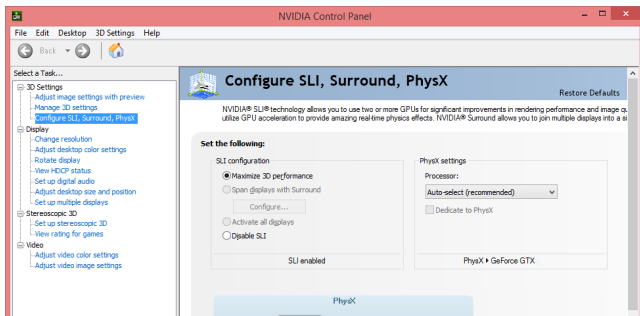 NVIDIA Control Panel
File Edit Desktop 3D Settings Help
Back
Select a Task...
3D Settings
Adjust image settings with preview
Manage 3D settings
Configure SLI, Surround, PhysX
Display
Change resolution
Adjust desktop color settings
Rotate display
View HDCP status
Set up digital audio
Adjust desktop size and position
Set up multiple displays
Stereoscopic 3D
Set up stereoscopic 3D
View rating for games
Video
Adjust video color settings
Adjust video image settings
Configure SLI, Surround, PhysX
Restore Defaults
NVIDIA® SLI® technology allows you to use two or more GPUs for significant improvements in rendering performance and image
utilize GPU acceleration to provide amazing real-time physics effects. NVIDIA® Surround allows you to join multiple displays into a
Set the following:
SLI configuration
Maximize 3D performance
Span displays with Surround
Configure...
Activate all displays
Disable SLI
SLI enabled
PhysX settings
Processor:
Auto-select (recommended)
Dedicate to PhysX
PhysX GeForce GTX
PhysX